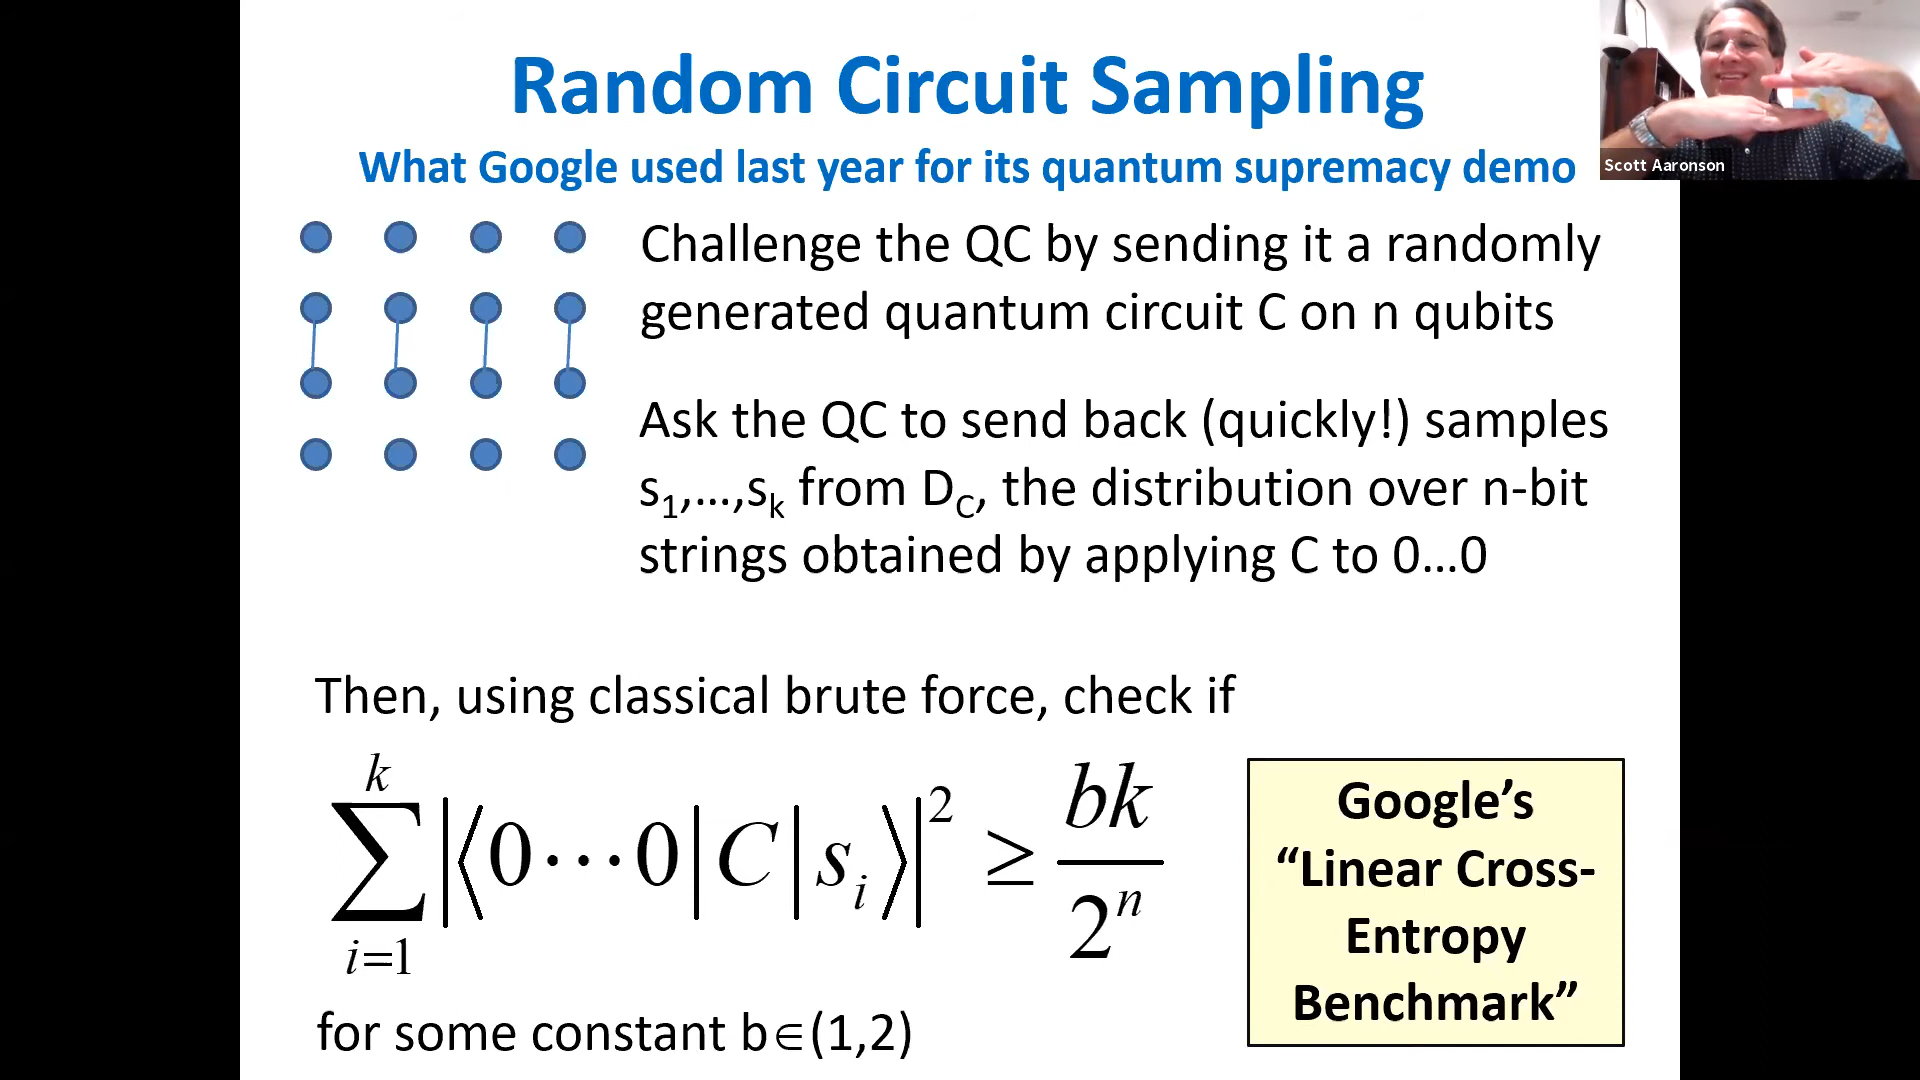 Random Circuit Sampling
What Google used last year for its quantum supremacy demo
Scott Aaronson
Challenge the QC by sending it a randomly
generated quantum circuit C on n qubits
Ask the QC to send back (quickly!) samples
s₁,…,sₖ from D_C, the distribution over n-bit
strings obtained by applying C to 0…0
Then, using classical brute force, check if
∑_{i=1}^{k} |⟨0⋯0|C|s_i⟩|² ≥ bk/2ⁿ
for some constant b∈(1,2)
Google’s
“Linear Cross-
Entropy
Benchmark”